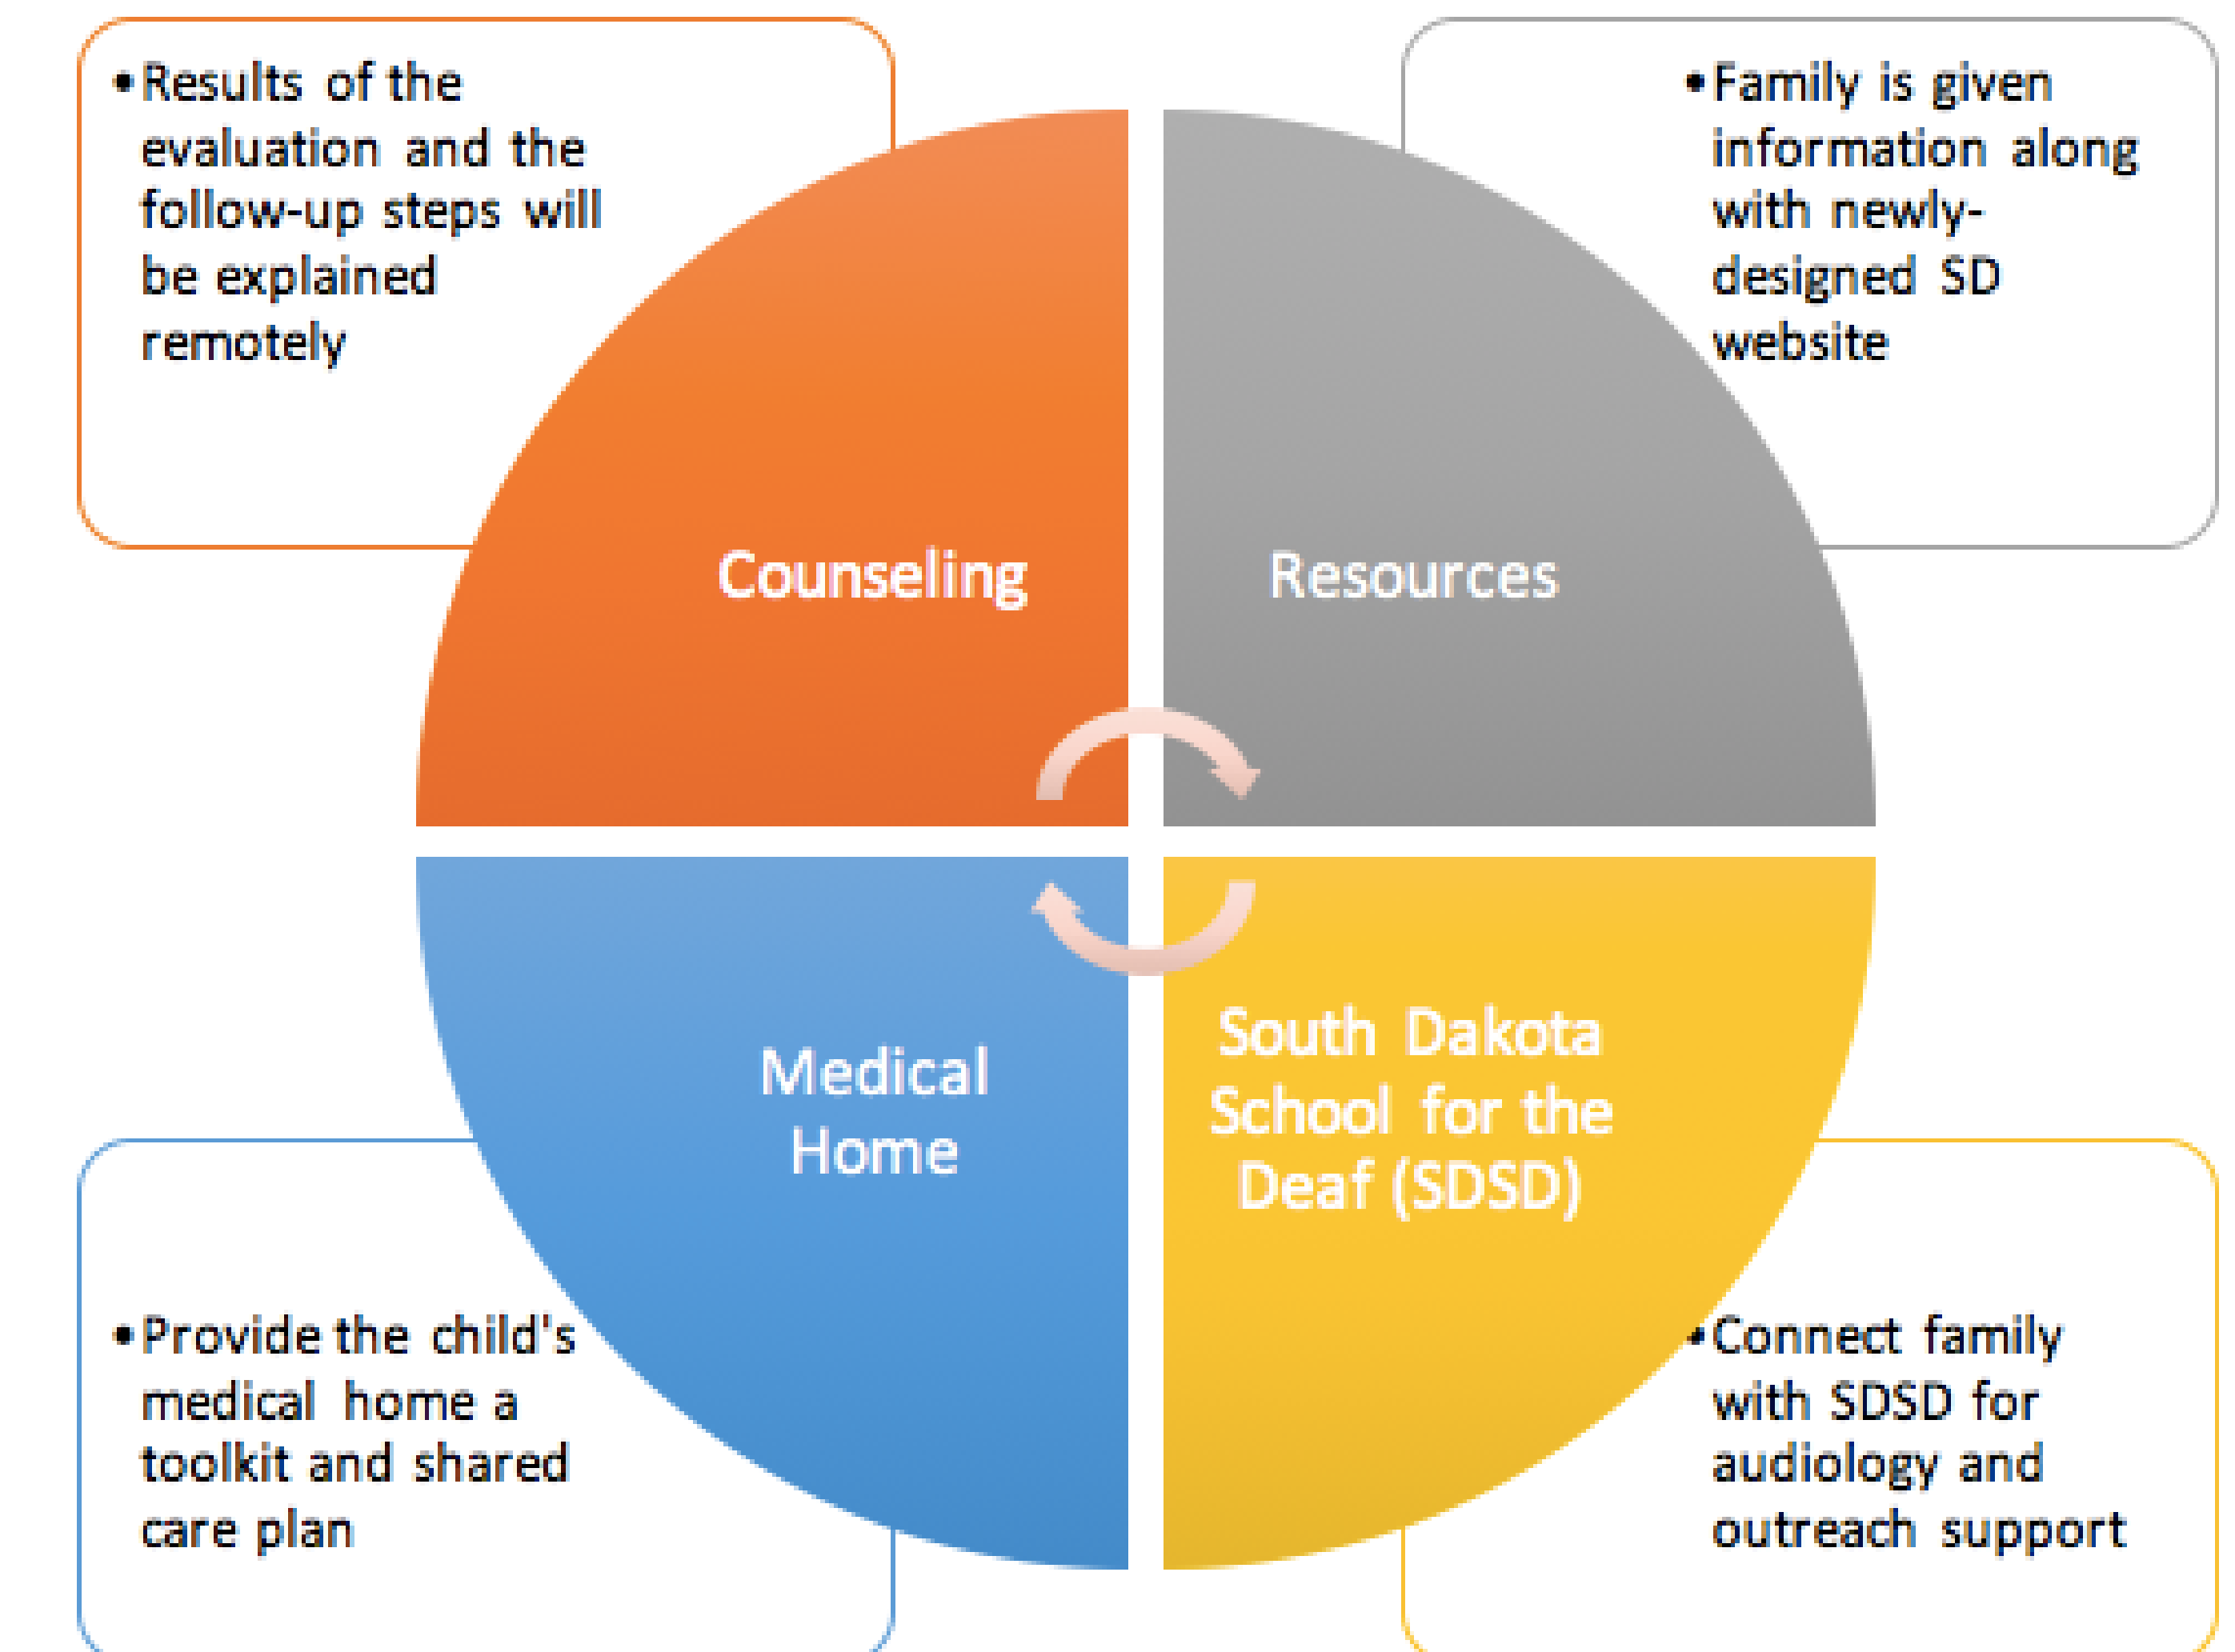 •Results of the
evaluation and the
follow-up steps will
be explained
remotely
•Family is given
information along
with newly-
designed SD
website
Counseling
Resources
Medical
Home
South Dakota
School for the
Deaf (SDSD)
•Provide the child's
medical home a
toolkit and shared
care plan
•Connect family
with SDSD for
audiology and
outreach support